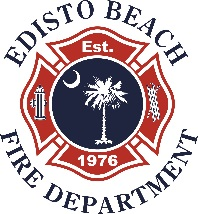 EDISTO BEACH
Est.
1976
FIRE DEPARTMENT